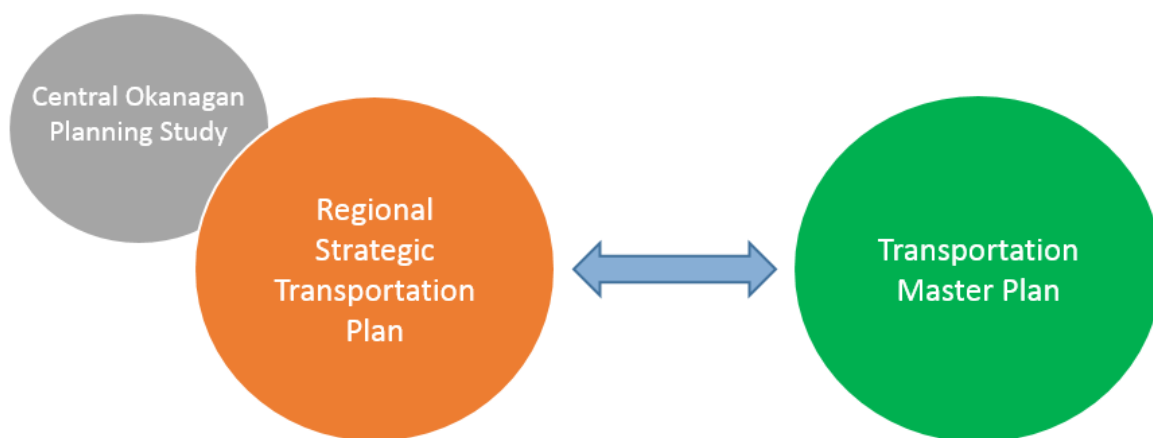 Central Okanagan
Planning Study
Regional
Strategic
Transportation
Plan
Transportation
Master Plan